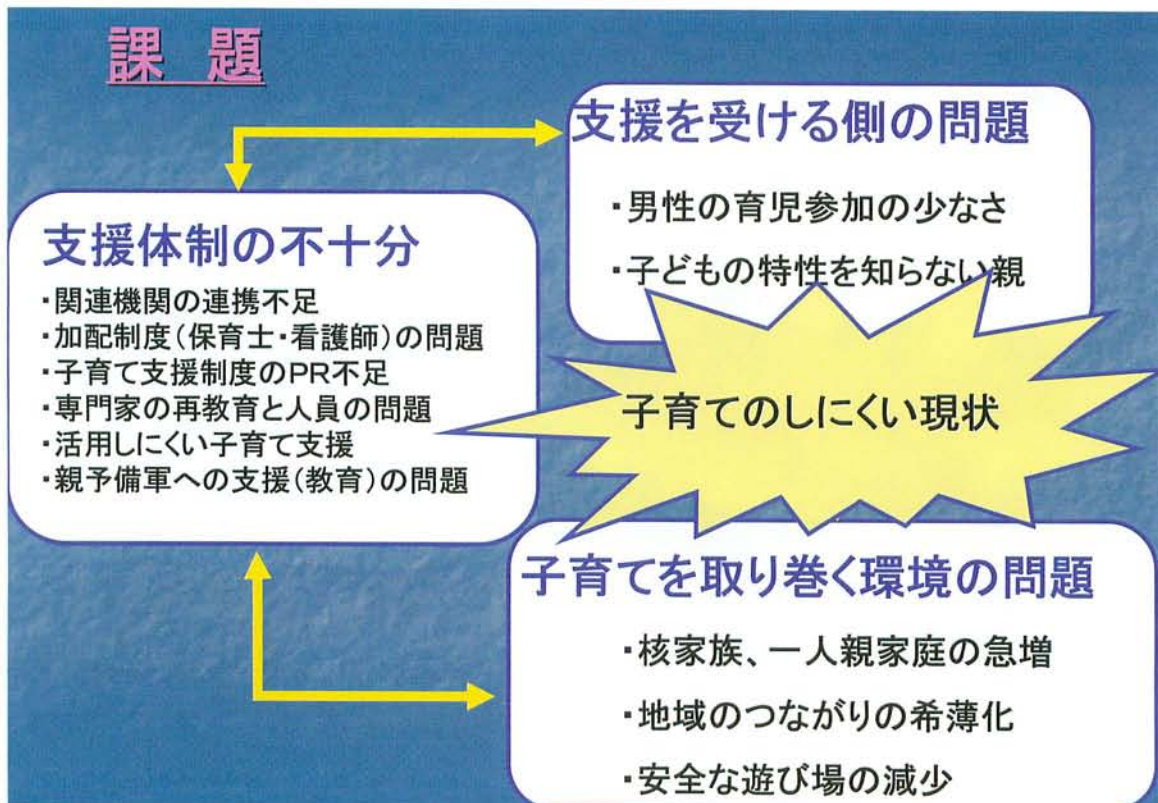 課 題
支援を受ける側の問題
・男性の育児参加の少なさ
・子どもの特性を知らない親
支援体制の不十分
・関連機関の連携不足
・加配制度(保育士・看護師)の問題
・子育て支援制度のPR不足
・専門家の再教育と人員の問題
・活用しにくい子育て支援
・親予備軍への支援(教育)の問題
子育てのしにくい現状
子育てを取り巻く環境の問題
・核家族、一人親家庭の急増
・地域のつながりの希薄化
・安全な遊び場の減少